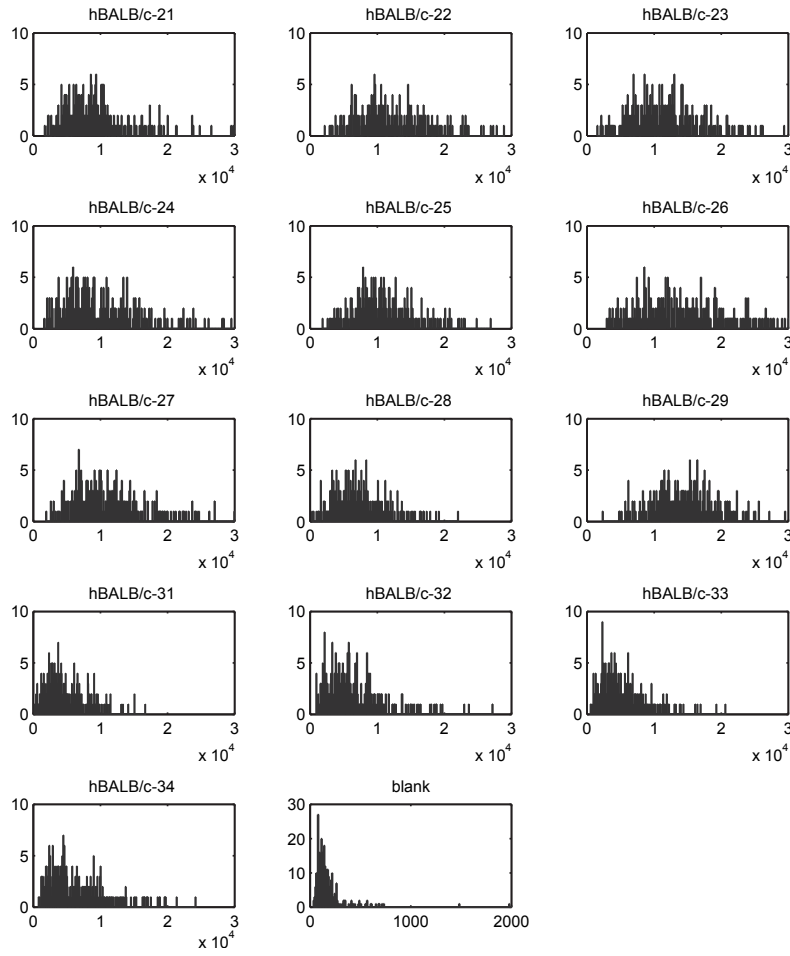 hBALB/c-21 hBALB/c-22 hBALB/c-23
10 10 10
5 5 5
0 0 0
0 1 2 3 0 1 2 3 0 1 2 3
x 10^4 x 10^4 x 10^4
hBALB/c-24 hBALB/c-25 hBALB/c-26
10 10 10
5 5 5
0 0 0
0 1 2 3 0 1 2 3 0 1 2 3
x 10^4 x 10^4 x 10^4
hBALB/c-27 hBALB/c-28 hBALB/c-29
10 10 10
5 5 5
0 0 0
0 1 2 3 0 1 2 3 0 1 2 3
x 10^4 x 10^4 x 10^4
hBALB/c-31 hBALB/c-32 hBALB/c-33
10 10 10
5 5 5
0 0 0
0 1 2 3 0 1 2 3 0 1 2 3
x 10^4 x 10^4 x 10^4
hBALB/c-34 blank
10 30
20
5
10
0 0
0 1 2 3 0 1000 2000
x 10^4